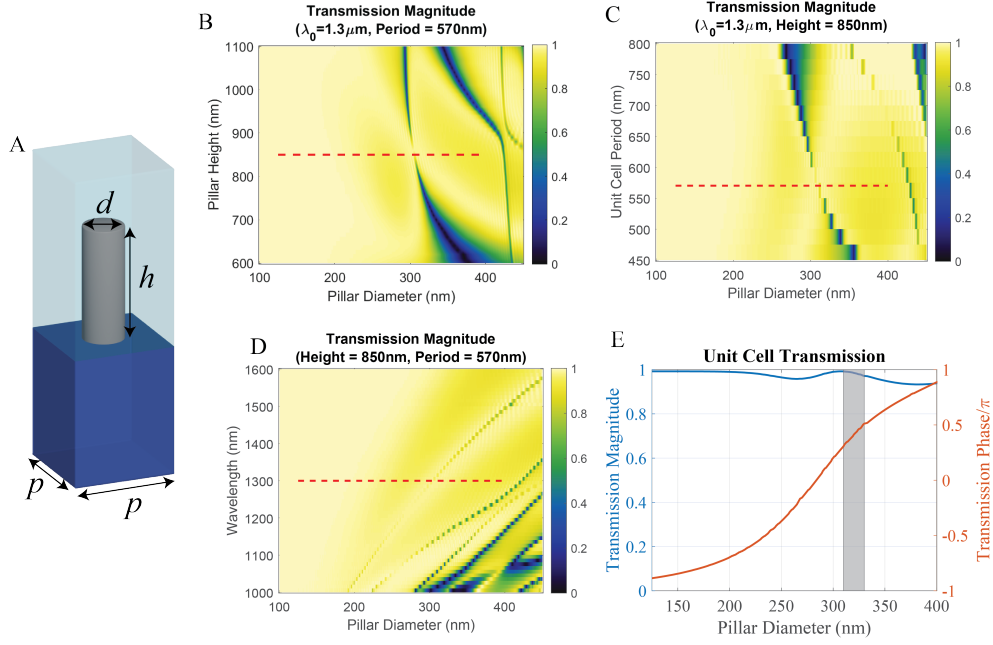 A
d
h
p
p
B
Transmission Magnitude
(λ0=1.3μm, Period = 570nm)
Pillar Height (nm)
1100
1000
900
800
700
600
100
200
300
400
Pillar Diameter (nm)
1
0.8
0.6
0.4
0.2
0
C
Transmission Magnitude
(λ0=1.3μm, Height = 850nm)
Unit Cell Period (nm)
800
750
700
650
600
550
500
450
100
200
300
400
Pillar Diameter (nm)
1
0.8
0.6
0.4
0.2
0
D
Transmission Magnitude
(Height = 850nm, Period = 570nm)
Wavelength (nm)
1600
1500
1400
1300
1200
1100
1000
100
200
300
400
Pillar Diameter (nm)
1
0.8
0.6
0.4
0.2
0
E
Unit Cell Transmission
Transmission Magnitude
1
0.8
0.6
0.4
0.2
0
150
200
250
300
350
400
Pillar Diameter (nm)
1
0.5
0
-0.5
-1
Transmission Phase/π